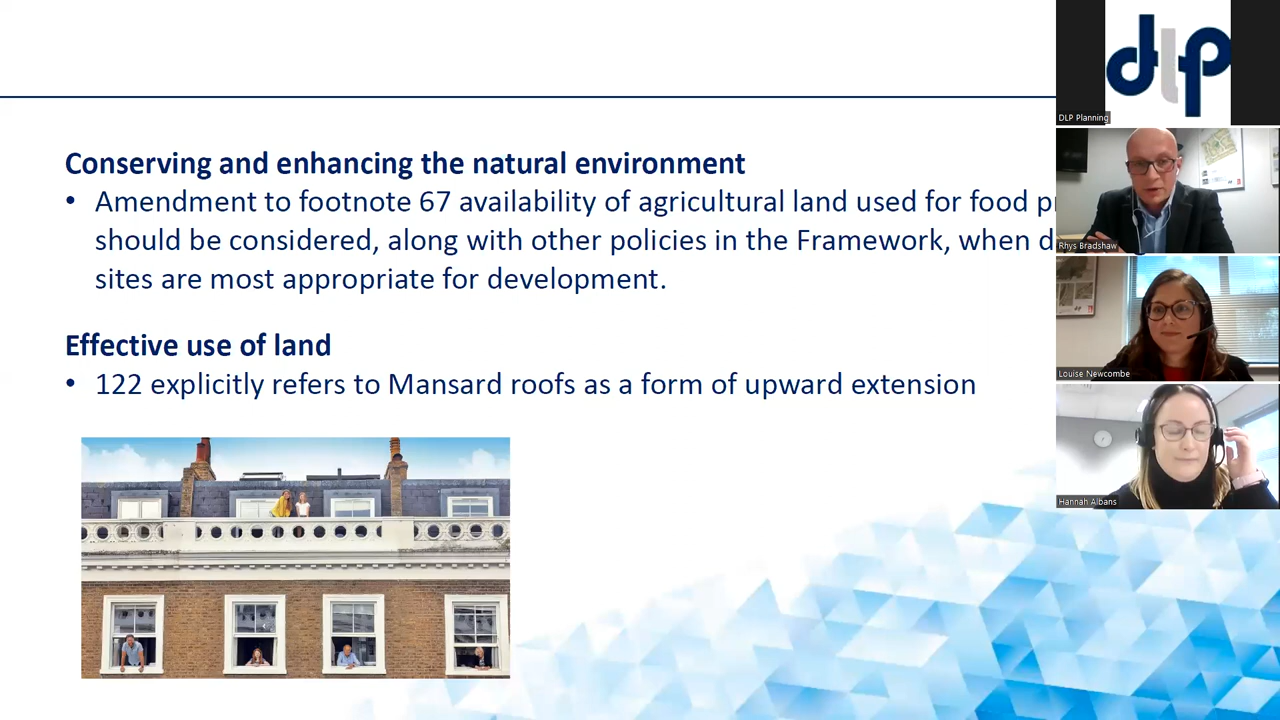 Conserving and enhancing the natural environment
• Amendment to footnote 67 availability of agricultural land used for food
should be considered, along with other policies in the Framework, when
sites are most appropriate for development.
Effective use of land
• 122 explicitly refers to Mansard roofs as a form of upward extension
dlp
DLP Planning
Rhys Bradshaw
Louise Newcombe
Hannah Albans